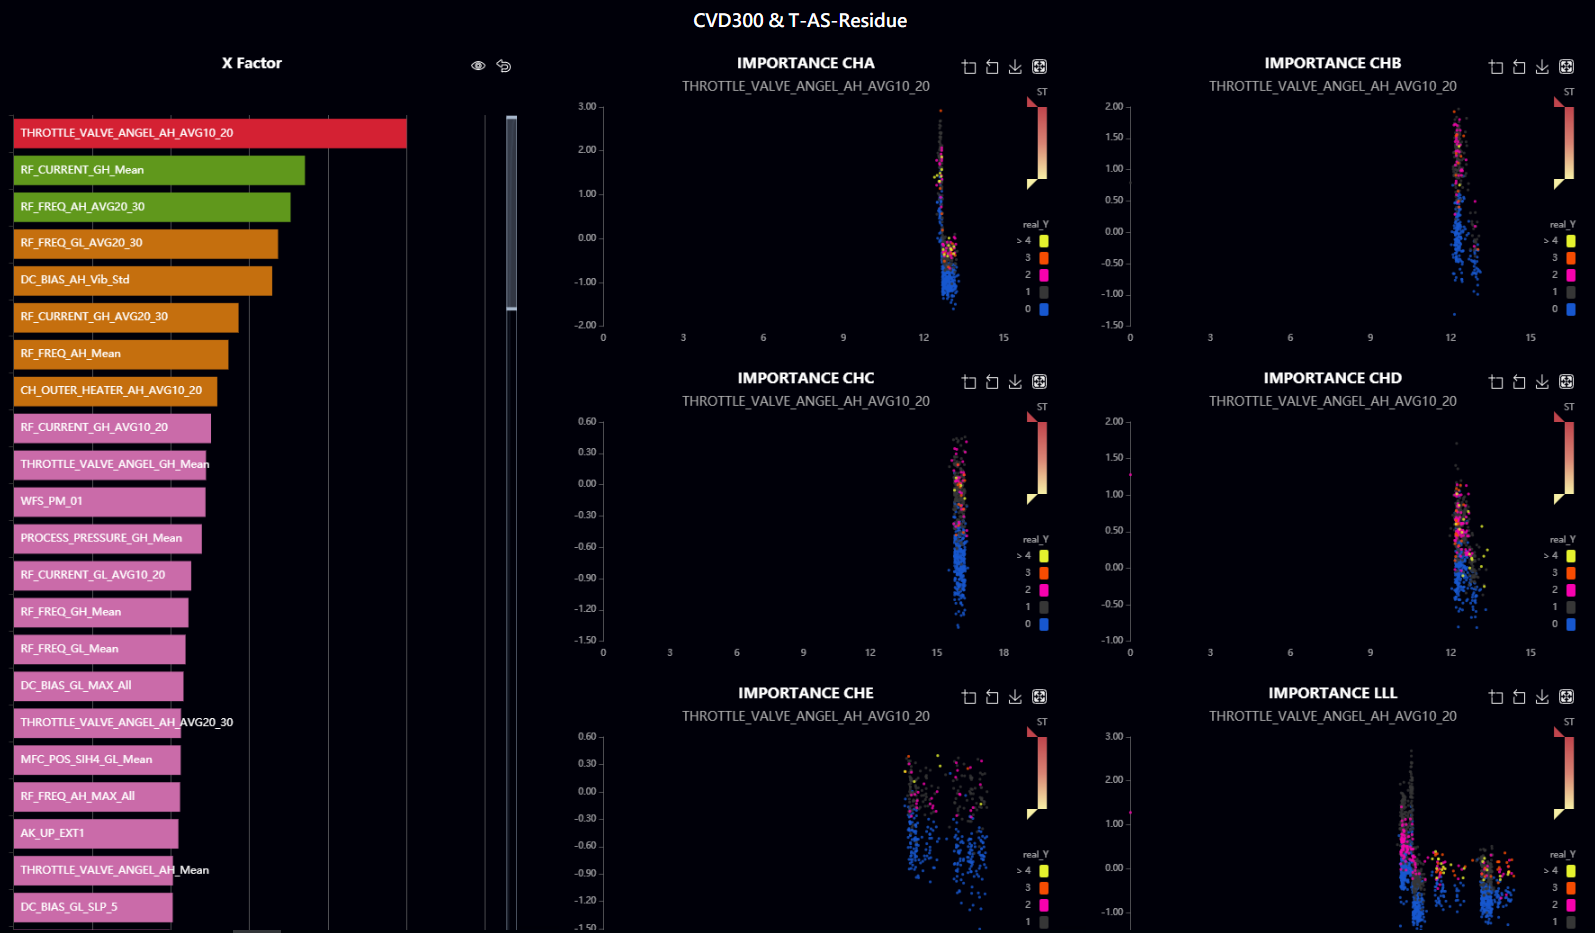 CVD300 & T-AS-Residue
X Factor
THROTTLE_VALVE_ANGEL_AH_AVG10_20
RF_CURRENT_GH_Mean
RF_FREQ_AH_AVG20_30
RF_FREQ_GL_AVG20_30
DC_BIAS_AH_Vib_Std
RF_CURRENT_GH_AVG20_30
RF_FREQ_AH_Mean
CH_OUTER_HEATER_AH_AVG10_20
RF_CURRENT_GH_AVG10_20
THROTTLE_VALVE_ANGEL_GH_Mean
WFS_PM_01
PROCESS_PRESSURE_GH_Mean
RF_CURRENT_GL_AVG10_20
RF_FREQ_GH_Mean
RF_FREQ_GL_Mean
DC_BIAS_GL_MAX_All
THROTTLE_VALVE_ANGEL_AH_AVG20_30
MFC_POS_SIH4_GL_Mean
RF_FREQ_AH_MAX_All
AK_UP_EXT1
THROTTLE_VALVE_ANGEL_AH_Mean
DC_BIAS_GL_SLP_5
IMPORTANCE CHA
THROTTLE_VALVE_ANGEL_AH_AVG10_20
ST
3.00
2.00
1.00
0.00
-1.00
-2.00
0 3 6 9 12 15
real_Y
> 4
3
2
1
0
IMPORTANCE CHB
THROTTLE_VALVE_ANGEL_AH_AVG10_20
ST
2.00
1.50
1.00
0.50
0.00
-0.50
-1.00
-1.50
0 3 6 9 12 15
real_Y
> 4
3
2
1
0
IMPORTANCE CHC
THROTTLE_VALVE_ANGEL_AH_AVG10_20
ST
0.60
0.30
0.00
-0.30
-0.60
-0.90
-1.20
-1.50
0 3 6 9 12 15 18
real_Y
> 4
3
2
1
0
IMPORTANCE CHD
THROTTLE_VALVE_ANGEL_AH_AVG10_20
ST
2.00
1.50
1.00
0.50
0.00
-0.50
-1.00
0 3 6 9 12 15
real_Y
> 4
3
2
1
0
IMPORTANCE CHE
THROTTLE_VALVE_ANGEL_AH_AVG10_20
ST
0.60
0.30
0.00
-0.30
-0.60
-0.90
-1.20
-1.50
real_Y
> 4
3
2
1
IMPORTANCE LLL
THROTTLE_VALVE_ANGEL_AH_AVG10_20
ST
3.00
2.00
1.00
0.00
-1.00
real_Y
> 4
3
2
1